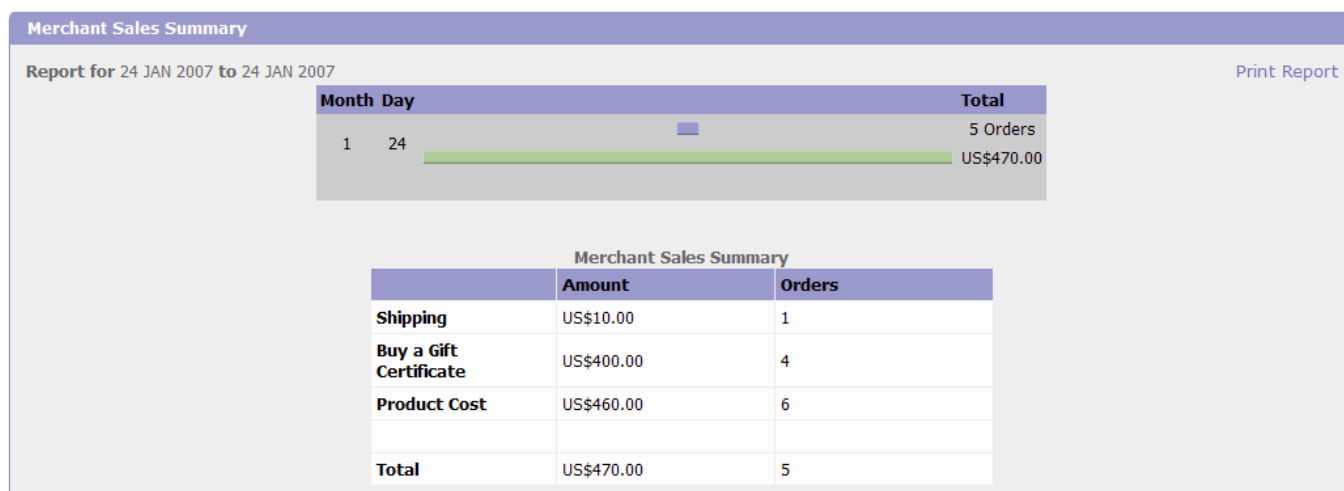 Merchant Sales Summary
Report for 24 JAN 2007 to 24 JAN 2007 Print Report
Month Day Total
5 Orders
1 24
US$470.00
Merchant Sales Summary
Amount Orders
Shipping US$10.00 1
Buy a Gift
Certificate US$400.00 4
Product Cost US$460.00 6
Total US$470.00 5